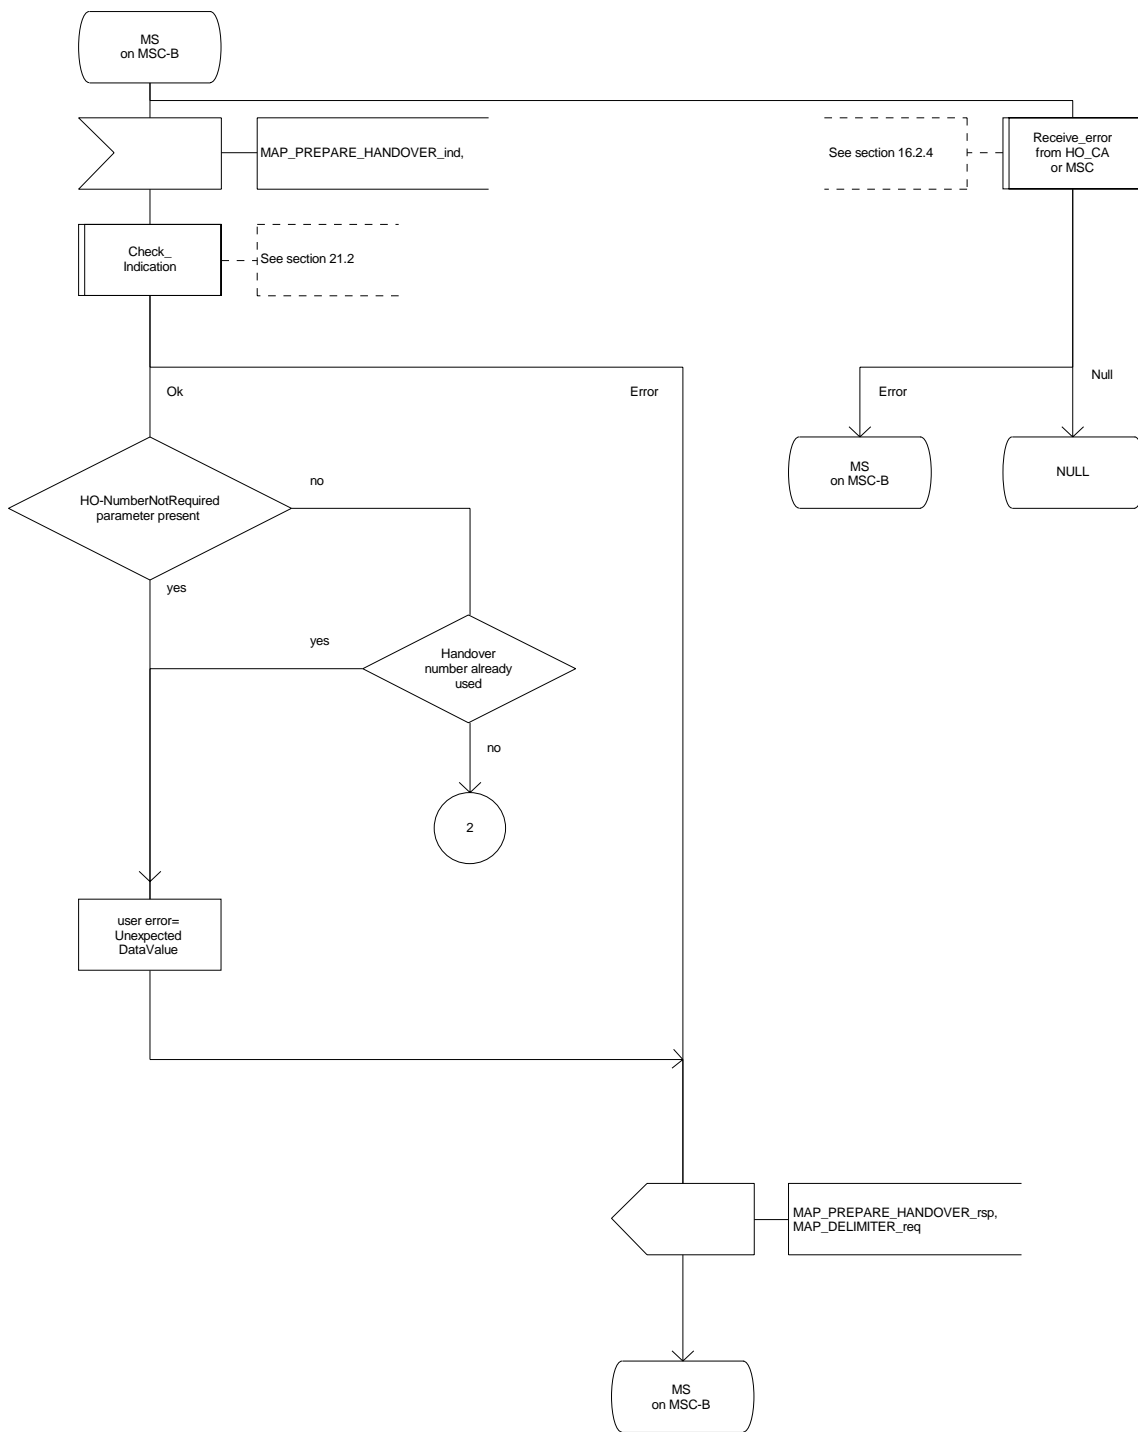 MS
on MSC-B
MAP_PREPARE_HANDOVER_ind,
See section 16.2.4
Receive_error
from HO_CA
or MSC
Check_
Indication
See section 21.2
Ok
Error
Error
Null
MS
on MSC-B
NULL
HO-NumberNotRequired
parameter present
no
yes
yes
Handover
number already
used
no
2
user error=
Unexpected
DataValue
MAP_PREPARE_HANDOVER_rsp,
MAP_DELIMITER_req
MS
on MSC-B